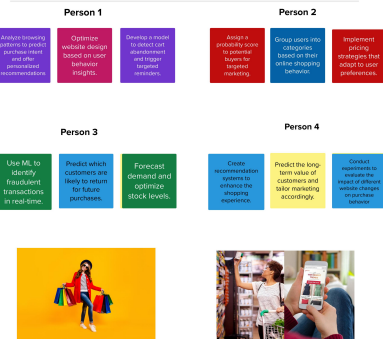 Person 1
Analyze browsing
patterns to predict
purchase intent and
offer
personalized
recommendations
Optimize
website design
based on user
behavior
insights.
Develop a model
to detect cart
abandonment
and trigger
targeted
reminders.
Person 2
Assign a
probability score
to potential
buyers for
targeted
marketing.
Group users into
categories
based on their
online shopping
behavior.
Implement
pricing
strategies that
adapt to user
preferences.
Person 3
Use ML to
identify
fraudulent
transactions
in real-time.
Predict which
customers are
likely to return
for future
purchases.
Forecast
demand and
optimize
stock levels.
Person 4
Create
recommendation
systems to
enhance the
shopping
experience.
Predict the long-
term value of
customers and
tailor marketing
accordingly.
Conduct
experiments to
evaluate the
impact of different
website changes
on purchase
behavior